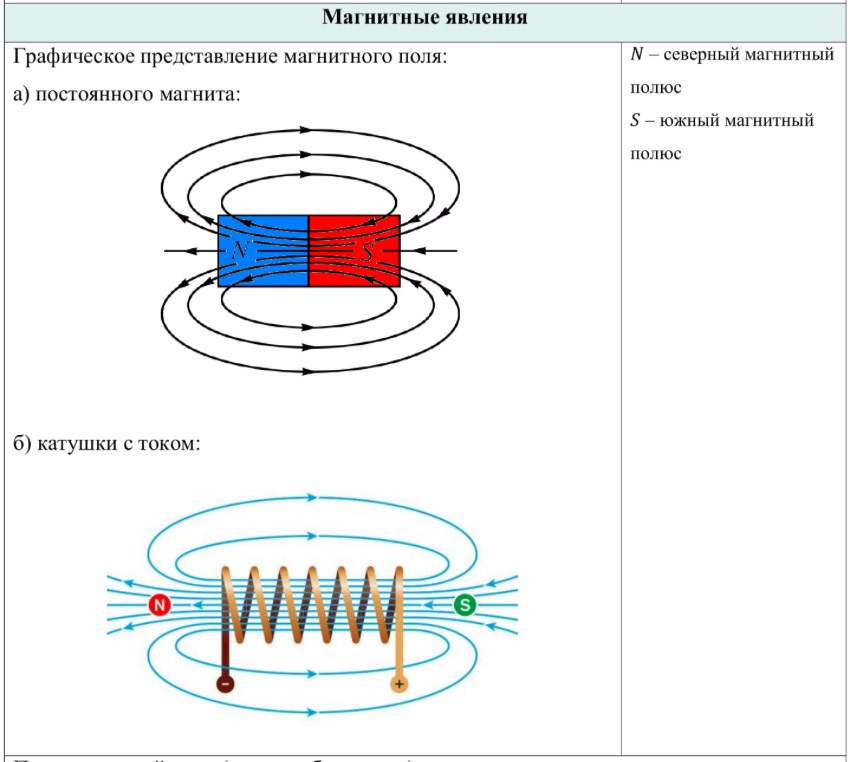 Магнитные явления
Графическое представление магнитного поля:
а) постоянного магнита:
N
S
б) катушки с током:
N
S
-
+
N – северный магнитный
полюс
S – южный магнитный
полюс